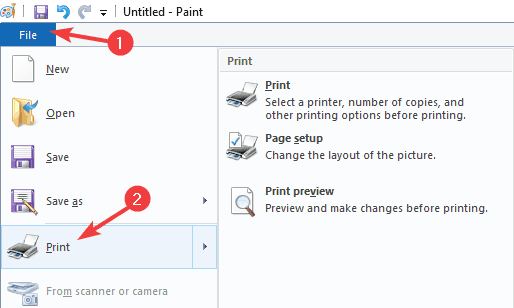 Untitled - Paint
File
1
New
Open
Save
Save as
2
Print
From scanner or camera
Print
Print
Select a printer, number of copies, and
other printing options before printing.
Page setup
Change the layout of the picture.
Print preview
Preview and make changes before printing.